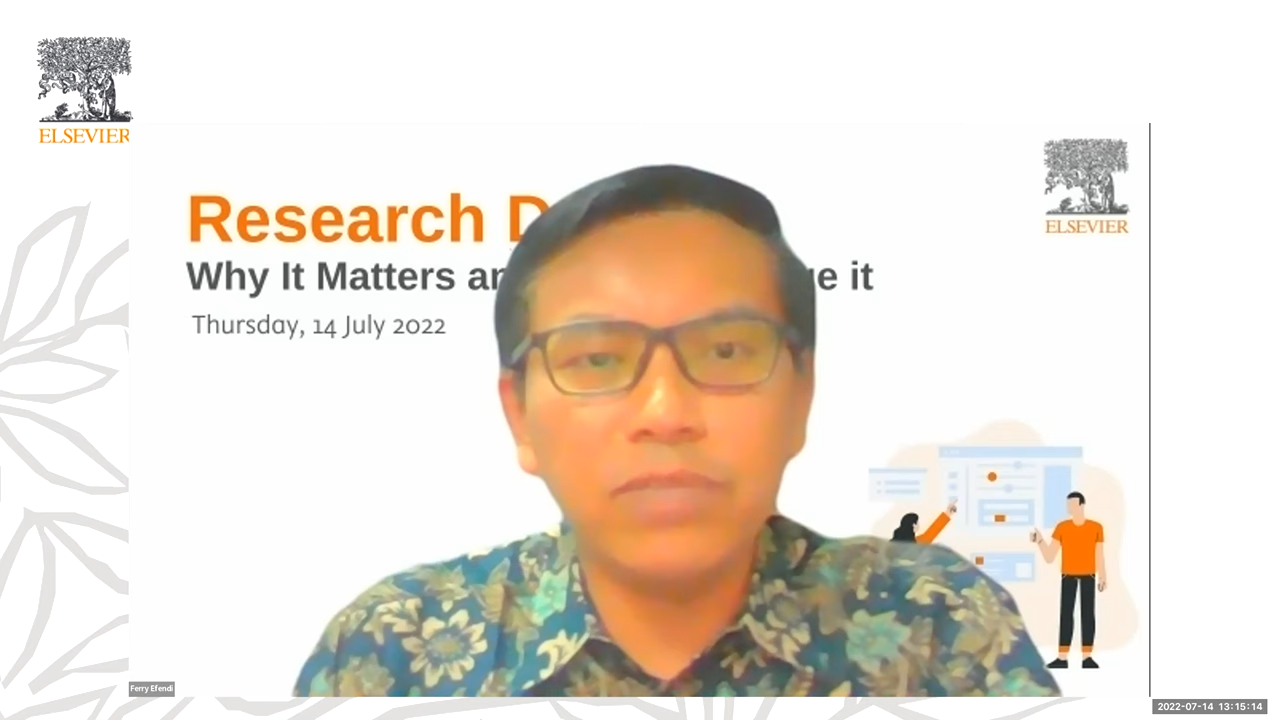 ELSEVIER
ELSEVIER
Research D
Why It Matters an
e it
Thursday, 14 July 2022
Ferry Efendi
2022-07-14 13:15:14